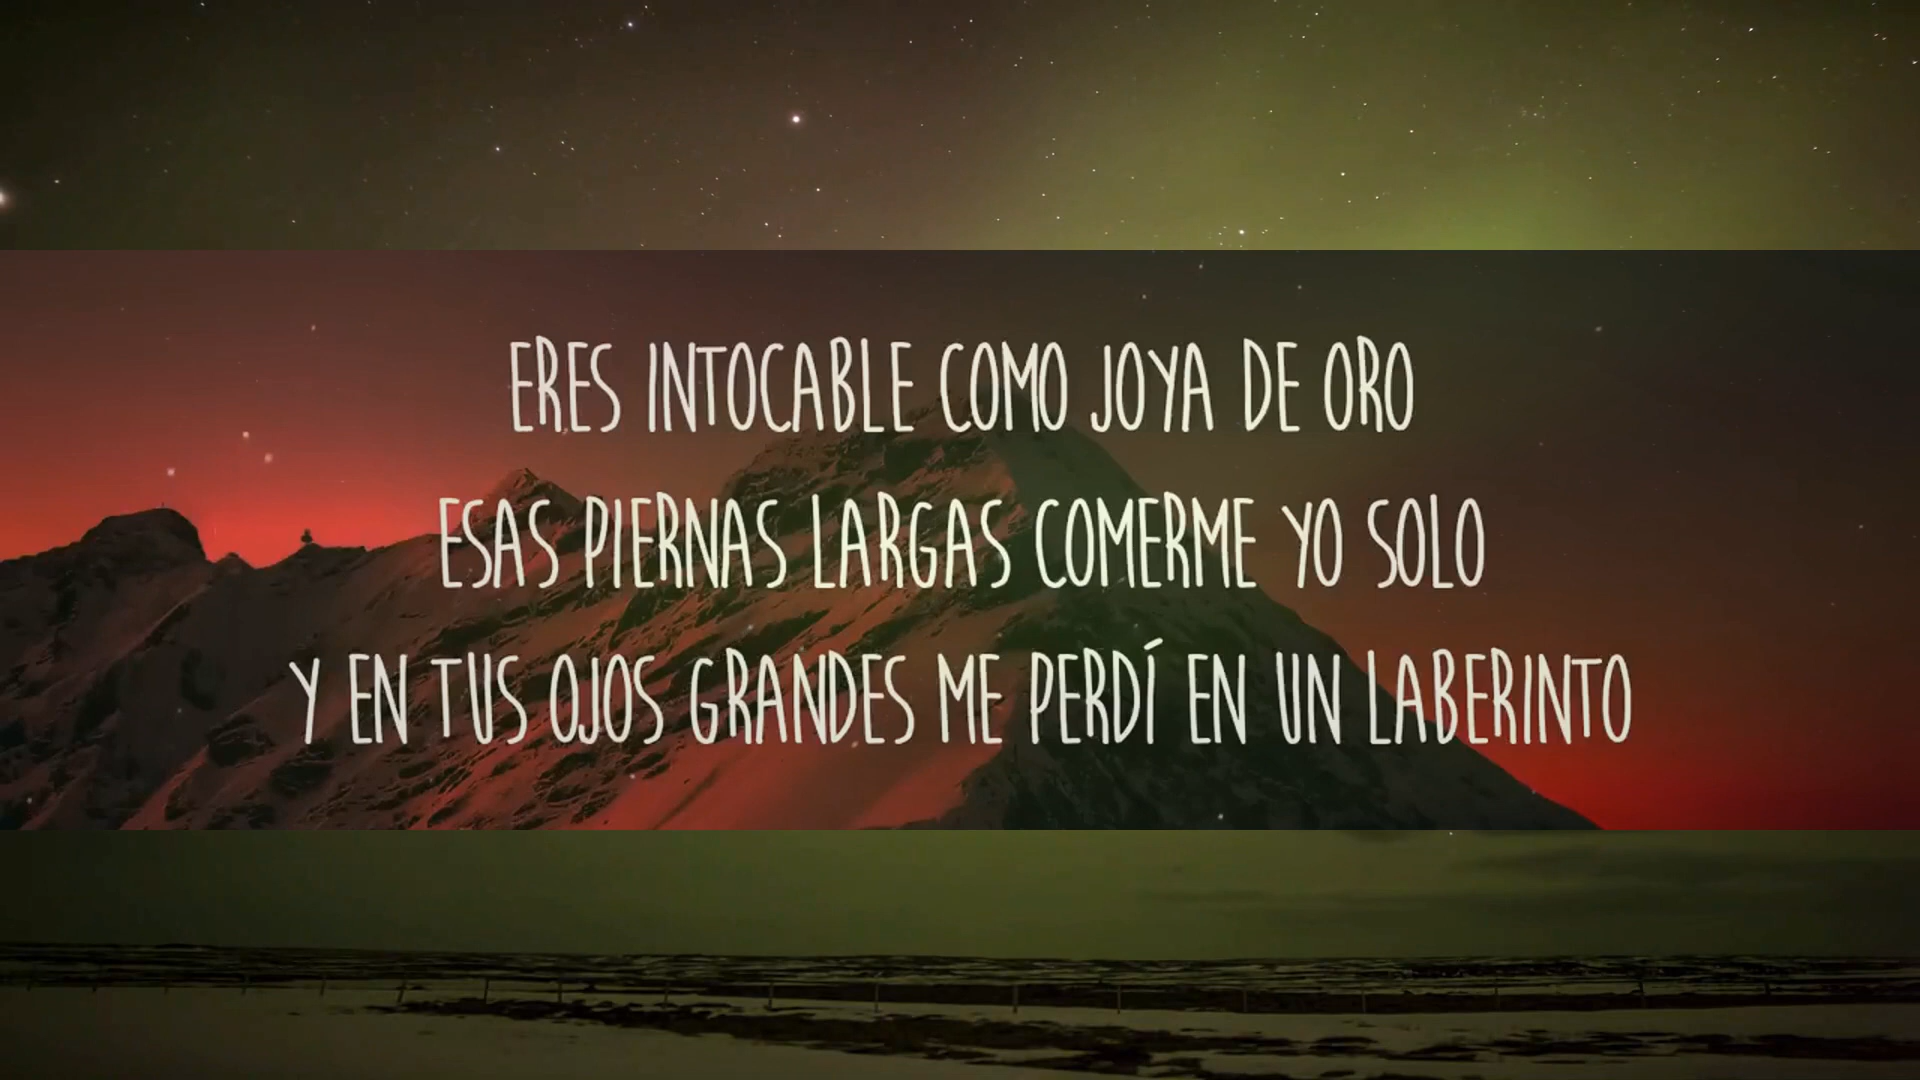 ERES INTOCABLE COMO JOYA DE ORO
ESAS PIERNAS LARGAS COMERME YO SOLO
Y EN TUS OJOS GRANDES ME PERDÍ EN UN LABERINTO